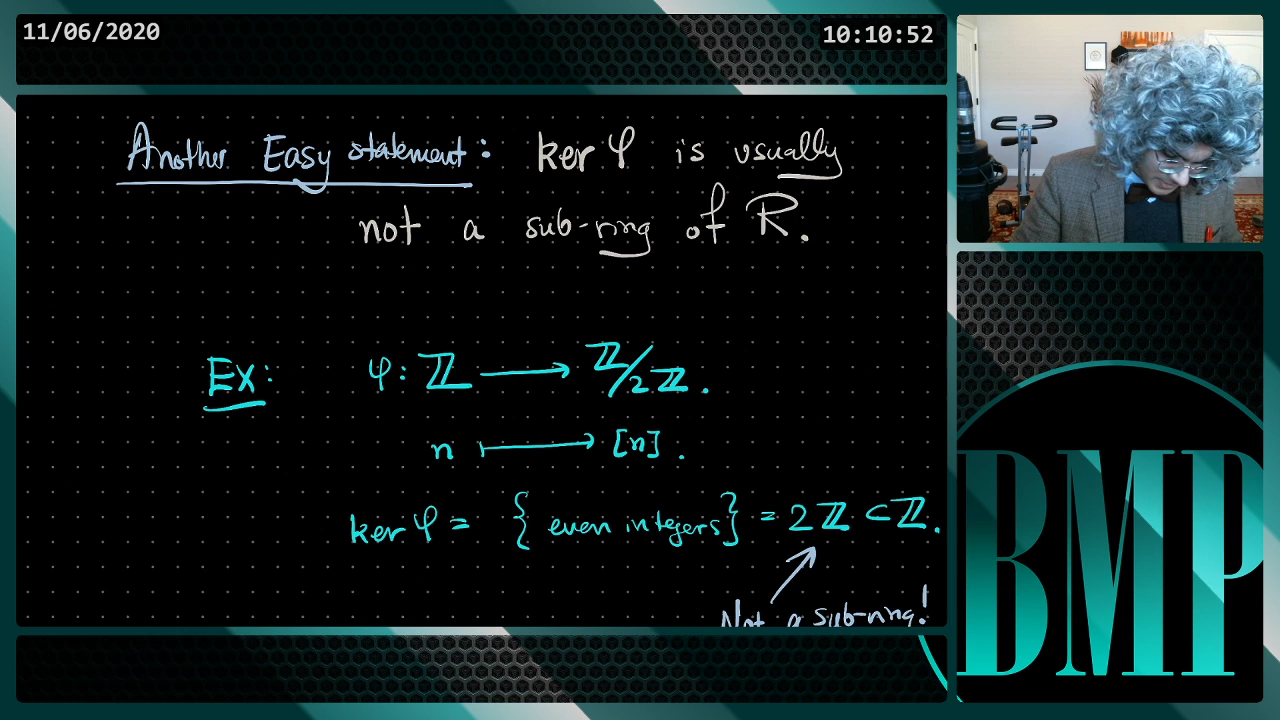 11/06/2020
10:10:52
Another Easy statement: ker φ is usually
not a sub-ring of R.
Ex: φ: ℤ ⟶ ℤ/2ℤ.
n ⟼ [n].
ker φ = { even integers } = 2ℤ ⊂ ℤ.
Not a sub-ring!
BMP